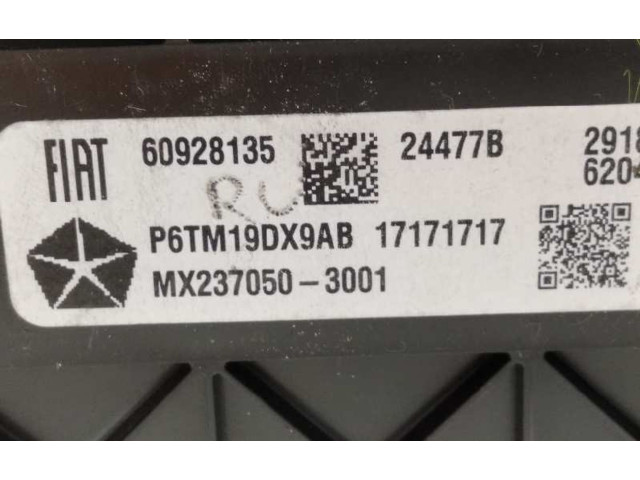 FIAT 60928135 24477B 2918
RU 620
P6TM19DX9AB 17171717
MX237050-3001